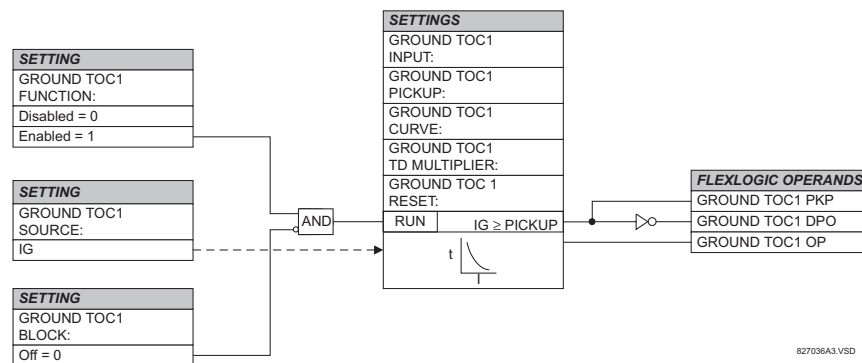 SETTING
GROUND TOC1
FUNCTION:
Disabled = 0
Enabled = 1
SETTING
GROUND TOC1
SOURCE:
IG
SETTING
GROUND TOC1
BLOCK:
Off = 0
AND
SETTINGS
GROUND TOC1
INPUT:
GROUND TOC1
PICKUP:
GROUND TOC1
CURVE:
GROUND TOC1
TD MULTIPLIER:
GROUND TOC 1
RESET:
RUN
IG ≥ PICKUP
t
I
FLEXLOGIC OPERANDS
GROUND TOC1 PKP
GROUND TOC1 DPO
GROUND TOC1 OP
827036A3.VSD